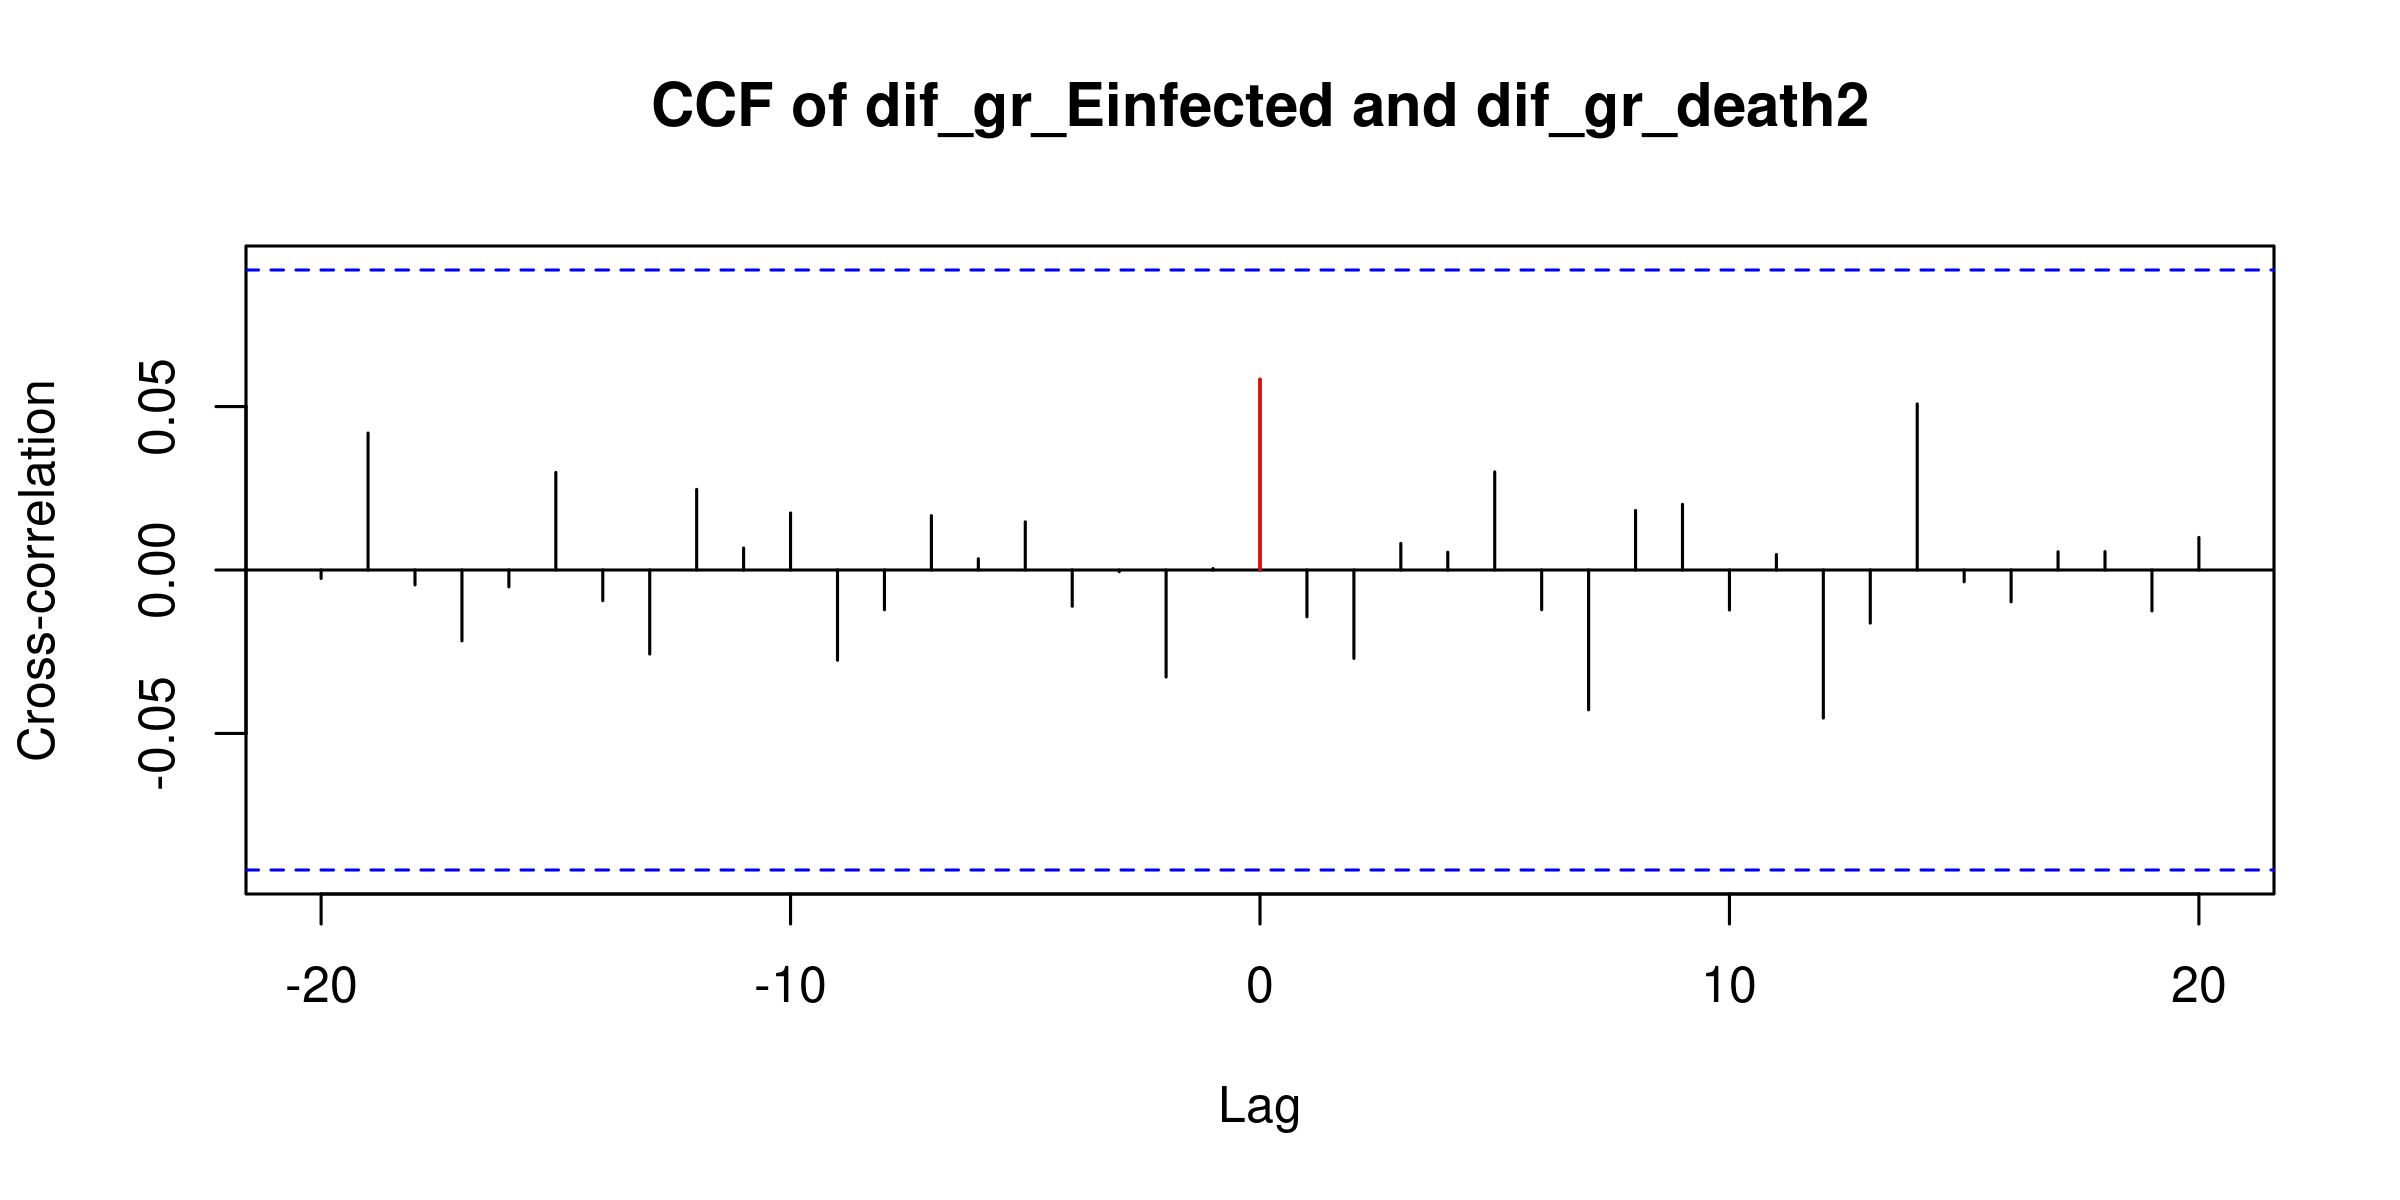 CCF of dif_gr_Einfected and dif_gr_death2
Cross-correlation
0.05
0.00
-0.05
-20 -10 0 10 20
Lag